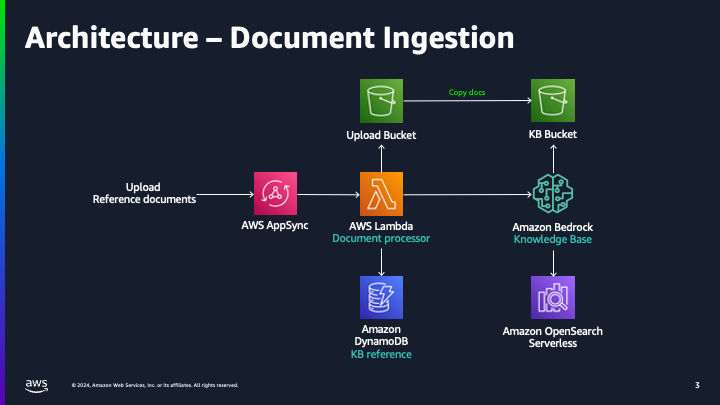 Architecture – Document Ingestion
Copy docs
Upload Bucket
KB Bucket
Upload
Reference documents
AWS AppSync
AWS Lambda
Document processor
Amazon Bedrock
Knowledge Base
Amazon
DynamoDB
KB reference
Amazon OpenSearch
Serverless
aws
© 2024, Amazon Web Services, Inc. or its affiliates. All rights reserved.
3